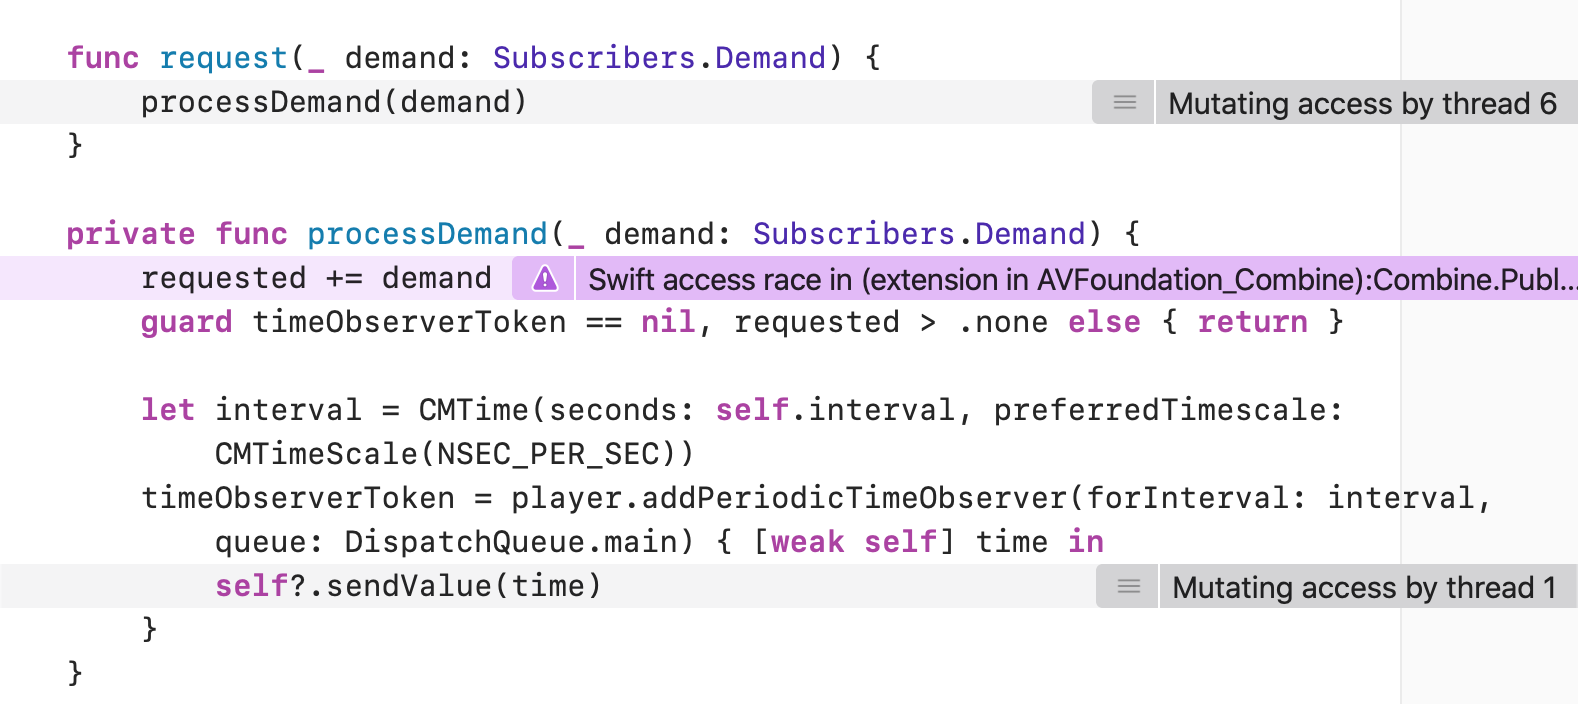 func request(_ demand: Subscribers.Demand) {
processDemand(demand)
Mutating access by thread 6
}
private func processDemand(_ demand: Subscribers.Demand) {
requested += demand
Swift access race in (extension in AVFoundation_Combine):Combine.Publ...
guard timeObserverToken == nil, requested > .none else { return }
let interval = CMTime(seconds: self.interval, preferredTimescale:
CMTimeScale(NSEC_PER_SEC))
timeObserverToken = player.addPeriodicTimeObserver(forInterval: interval,
queue: DispatchQueue.main) { [weak self] time in
self?.sendValue(time)
Mutating access by thread 1
}
}